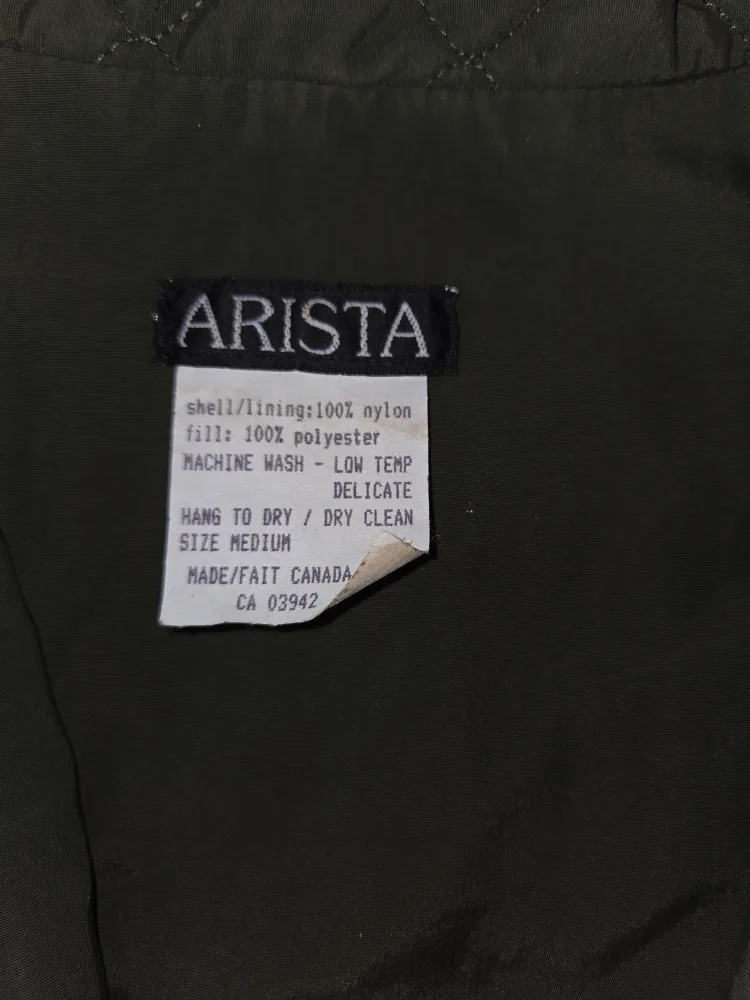 ARISTA
shell/lining:100% nylon
fill: 100% polyester
MACHINE WASH - LOW TEMP
DELICATE
HANG TO DRY / DRY CLEAN
SIZE MEDIUM
MADE/FAIT CANADA
CA 03942